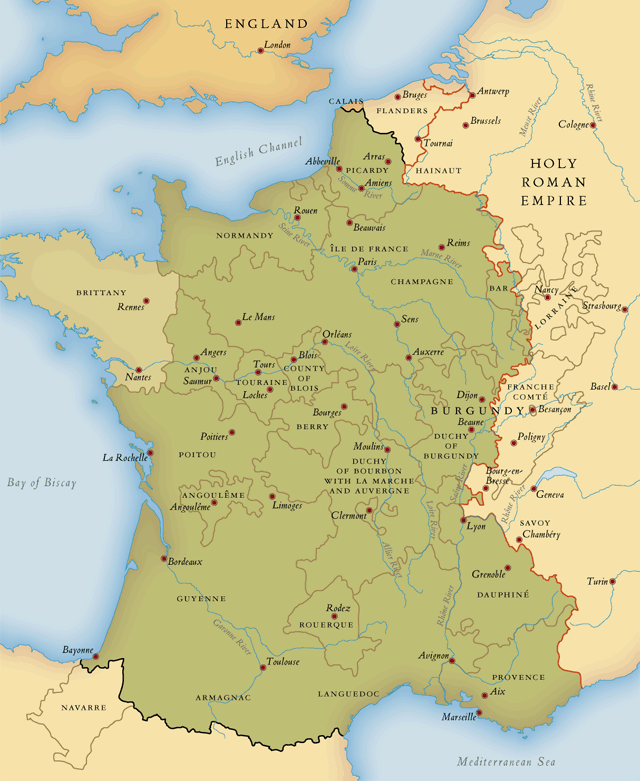 ENGLAND
London
CALAIS
Bruges
Antwerp
FLANDERS
Brussels
Meuse River
Rhine River
Cologne
English Channel
Tournai
Arras
Abbeville
PICARDY
HAINAUT
Amiens
Somme River
HOLY
ROMAN
EMPIRE
Rouen
Beauvais
NORMANDY
Seine River
ÎLE DE FRANCE
Reims
Marne River
Paris
CHAMPAGNE
BAR
Nancy
LORRAINE
Strasbourg
BRITTANY
Rennes
Le Mans
Sens
Orléans
Loire River
Auxerre
Angers
ANJOU
Saumur
Nantes
Tours
TOURAINE
Loches
Blois
COUNTY
OF
BLOIS
Basel
FRANCHE
COMTÉ
Besançon
Dijon
BURGUNDY
Beaune
DUCHY
OF
BURGUNDY
Poligny
Bourges
BERRY
Poitiers
POITOU
La Rochelle
Moulins
DUCHY
OF BOURBON
WITH LA MARCHE
AND AUVERGNE
Bourg-en-
Bresse
Saône River
Geneva
Rhône River
Bay of Biscay
ANGOULÊME
Angoulême
Limoges
Clermont
Loire River
Allier River
Lyon
SAVOY
Chambéry
Bordeaux
Grenoble
DAUPHINÉ
Turin
GUYENNE
Rodez
ROUERQUE
Rhône River
Garonne River
Bayonne
Toulouse
Avignon
PROVENCE
Aix
Marseille
NAVARRE
ARMAGNAC
LANGUEDOC
Mediterranean Sea